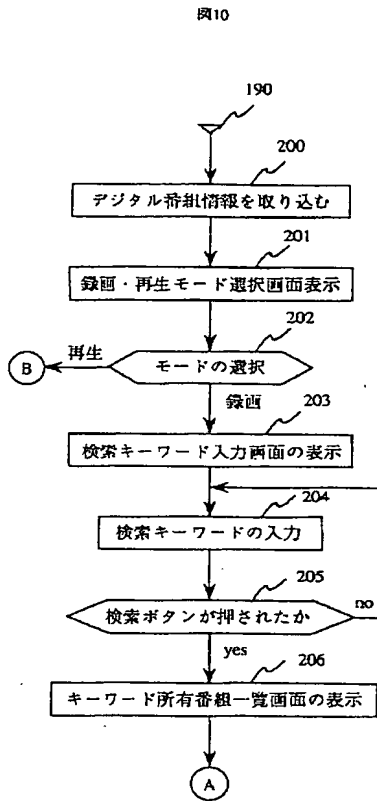 図10
190
200
デジタル番組情報を取り込む
201
録画・再生モード選択画面表示
202
B
再生
モードの選択
録画
203
検索キーワード入力画面の表示
204
検索キーワードの入力
205
検索ボタンが押されたか
no
yes
206
キーワード所有番組一覧画面の表示
A